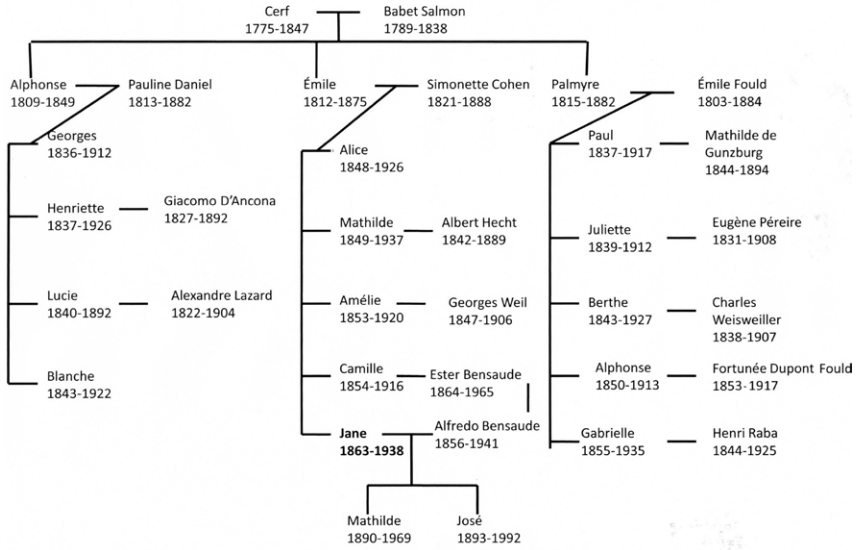 Cerf
1775-1847
Babet Salmon
1789-1838
Alphonse
1809-1849
Pauline Daniel
1813-1882
Émile
1812-1875
Simonette Cohen
1821-1888
Palmyre
1815-1882
Émile Fould
1803-1884
Georges
1836-1912
Henriette
1837-1926
Giacomo D'Ancona
1827-1892
Lucie
1840-1892
Alexandre Lazard
1822-1904
Blanche
1843-1922
Alice
1848-1926
Mathilde
1849-1937
Albert Hecht
1842-1889
Amélie
1853-1920
Georges Weil
1847-1906
Camille
1854-1916
Ester Bensaude
1864-1965
Jane
1863-1938
Alfredo Bensaude
1856-1941
Mathilde
1890-1969
José
1893-1992
Paul
1837-1917
Mathilde de
Gunzburg
1844-1894
Juliette
1839-1912
Eugène Péreire
1831-1908
Berthe
1843-1927
Charles
Weisweiller
1838-1907
Alphonse
1850-1913
Fortunée Dupont Fould
1853-1917
Gabrielle
1855-1935
Henri Raba
1844-1925